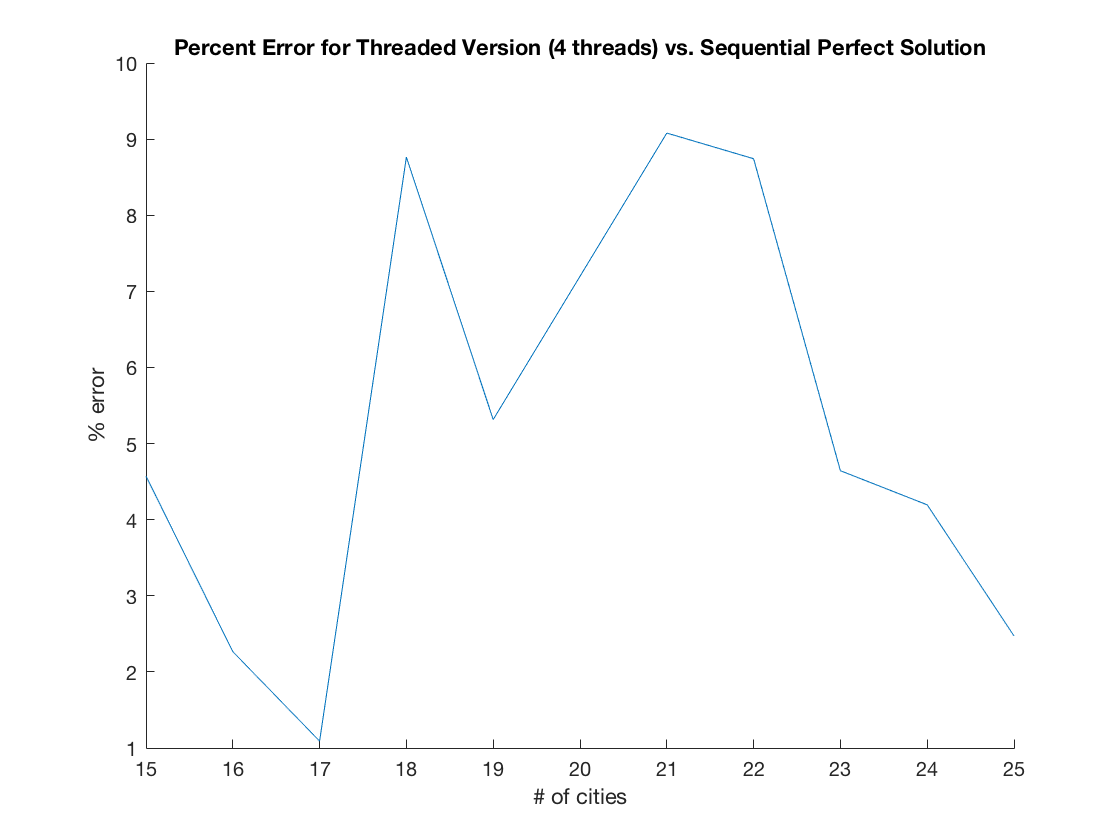 Percent Error for Threaded Version (4 threads) vs. Sequential Perfect Solution
10
9
8
7
6
5
4
3
2
1
% error
15 16 17 18 19 20 21 22 23 24 25
# of cities